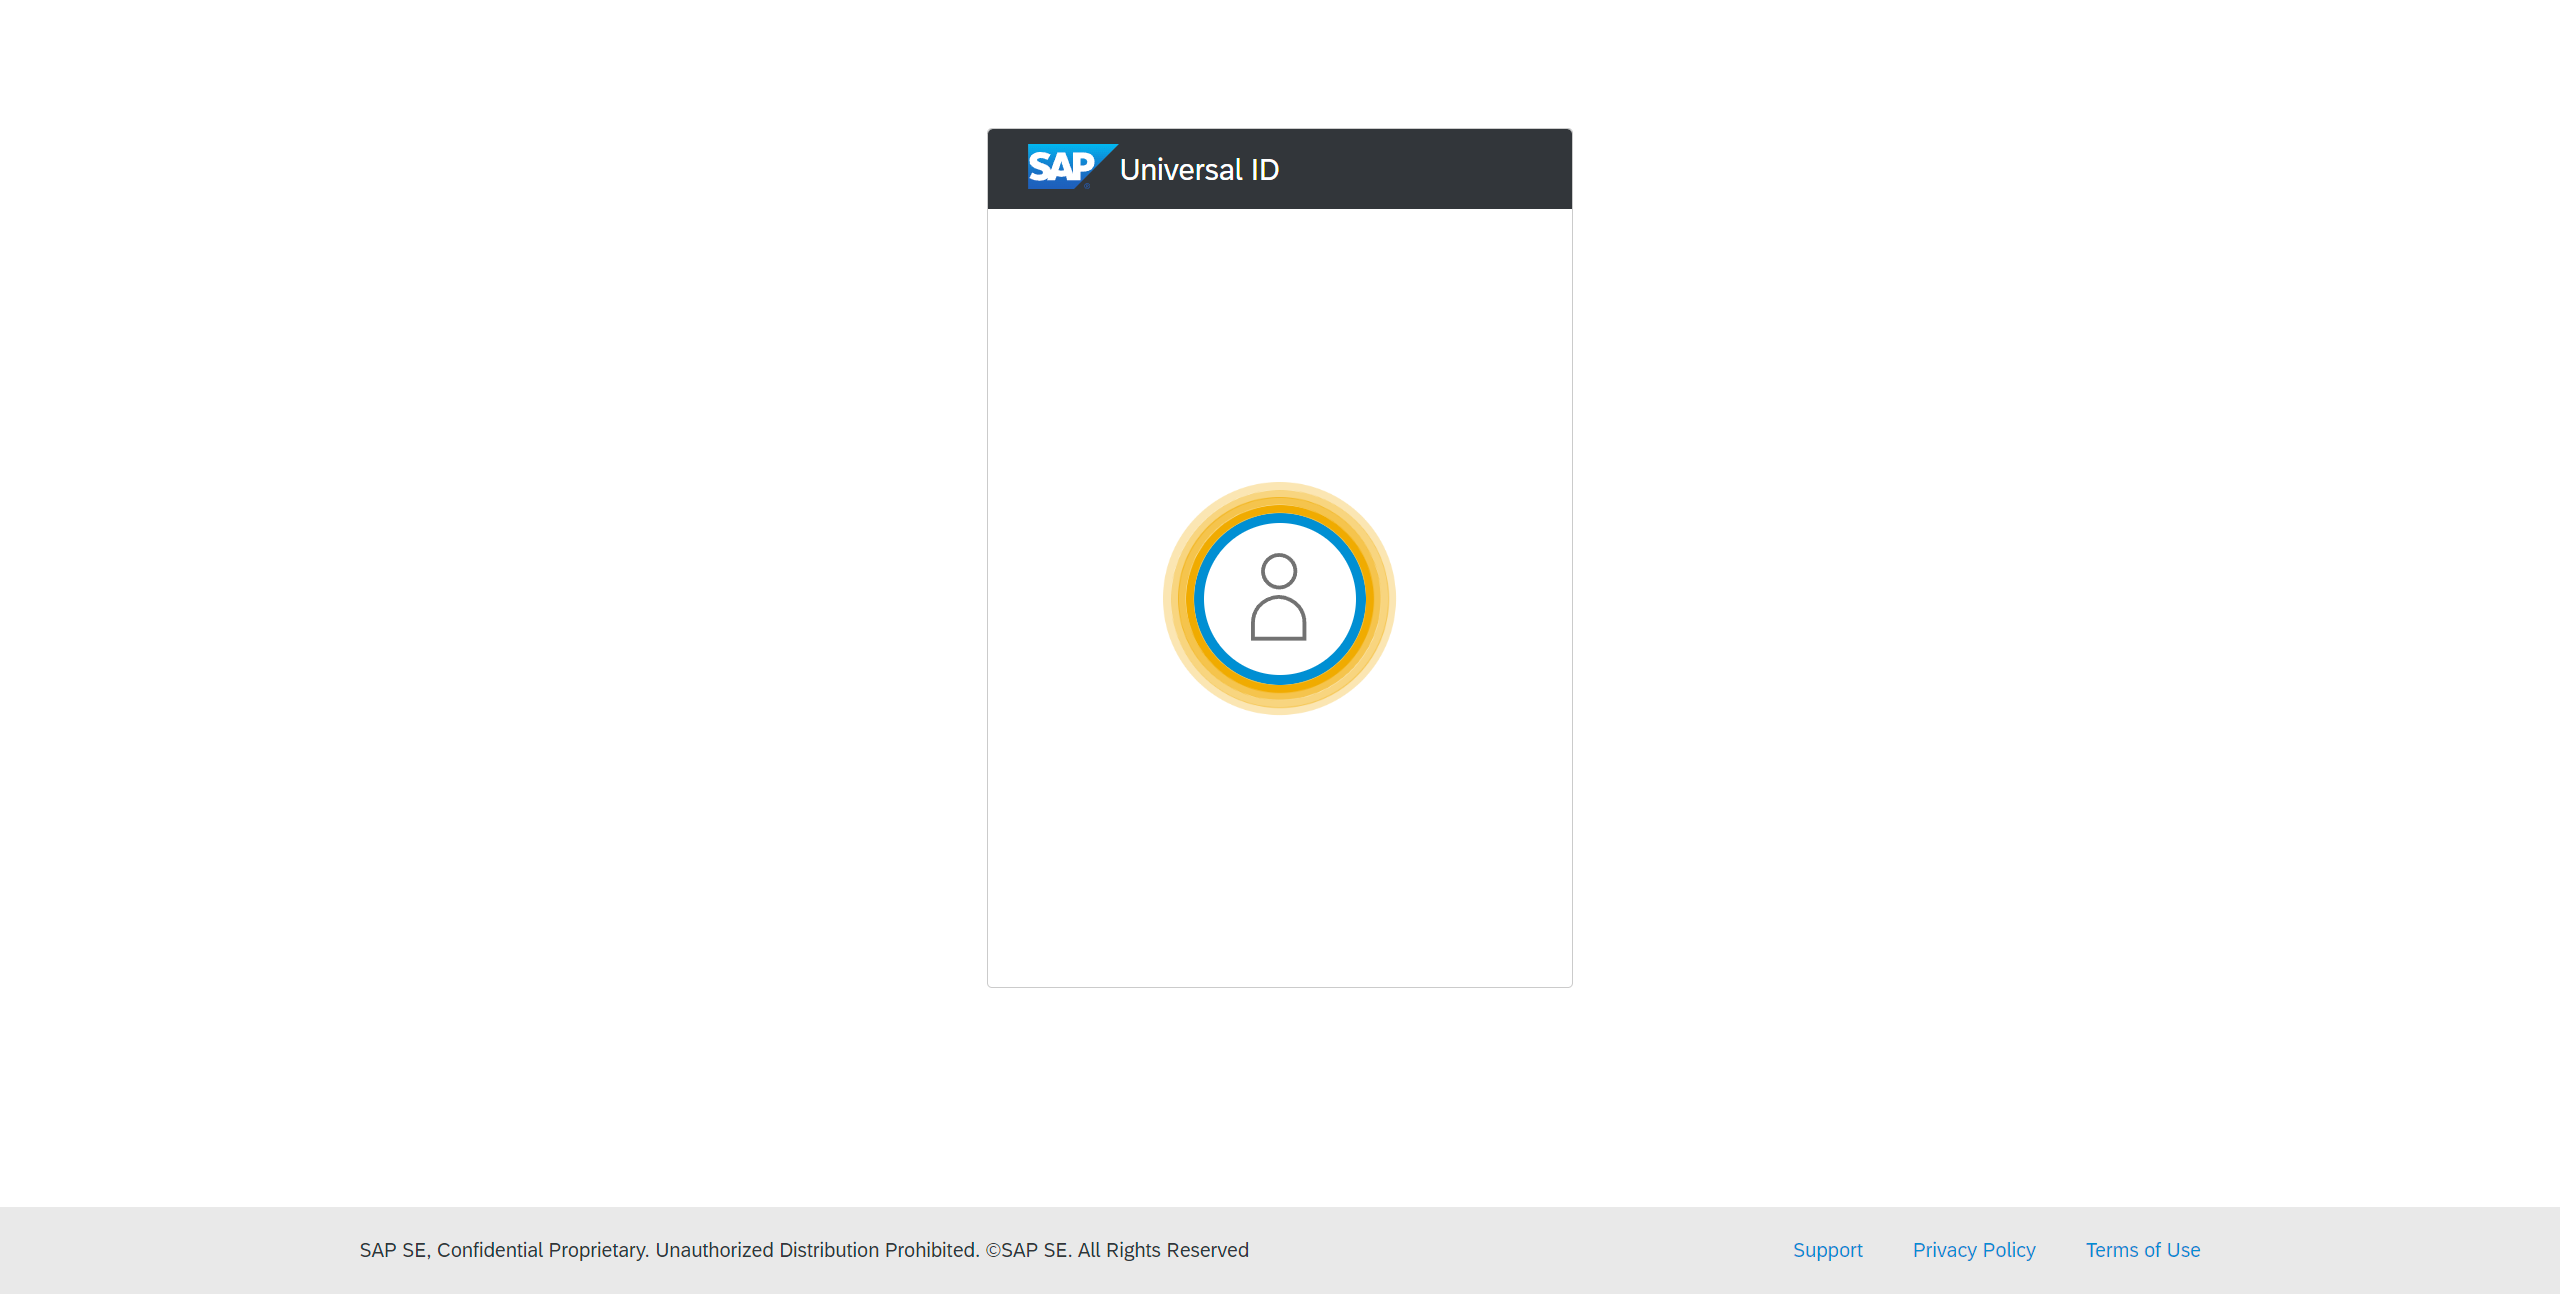 SAP Universal ID
SAP SE, Confidential Proprietary. Unauthorized Distribution Prohibited. ©SAP SE. All Rights Reserved
Support Privacy Policy Terms of Use